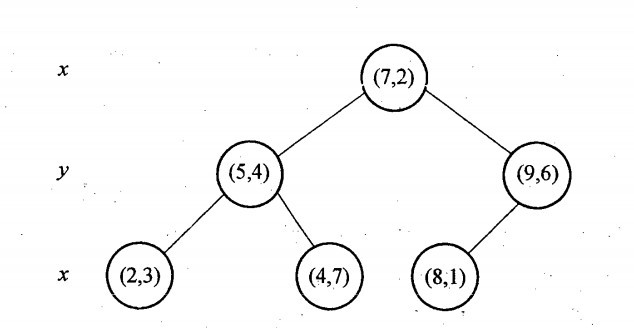 x (7,2)
y (5,4) (9,6)
x (2,3) (4,7) (8,1)